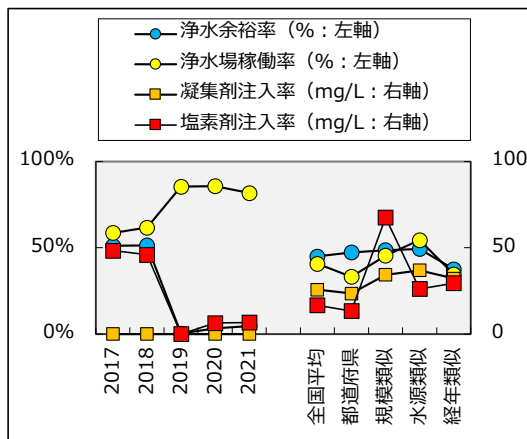 浄水余裕率（%：左軸）
浄水場稼働率（%：左軸）
凝集剤注入率（mg/L：右軸）
塩素剤注入率（mg/L：右軸）
100%
100
50%
50
0%
0
2017
2018
2019
2020
2021
全国平均
都道府県
規模類似
水源類似
経年類似